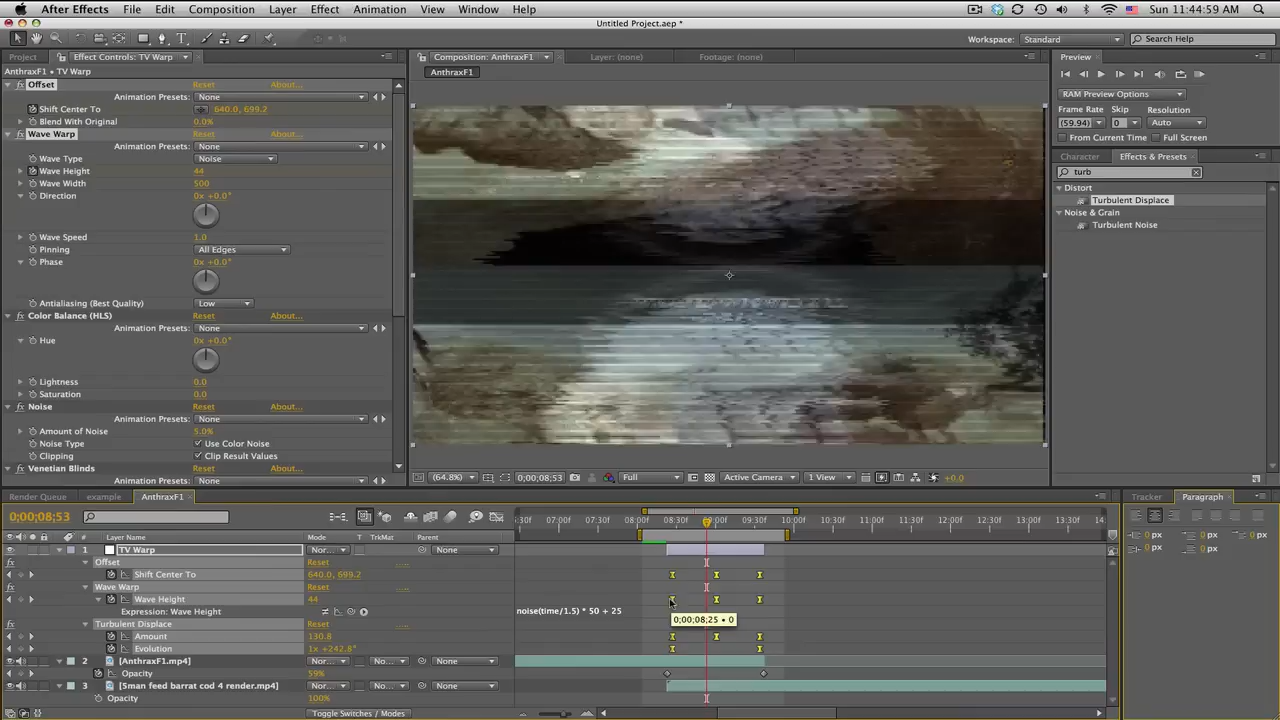 After Effects File Edit Composition Layer Effect Animation View Window Help Sun 11:44:59 AM
Untitled Project.aep *
Workspace: Standard Search Help
Project Effect Controls: TV Warp Composition: AnthraxF1 Layer: (none) Footage: (none) Preview
AnthraxF1 • TV Warp
AnthraxF1
Offset Reset About...
Animation Presets: None
Shift Center To 640.0, 699.2
Blend With Original 0.0%
Wave Warp Reset About...
Animation Presets: None
Wave Type Noise
Wave Height 44
Wave Width 500
Direction 0x +0.0°
Wave Speed 1.0
Pinning All Edges
Phase 0x +0.0°
Antialiasing (Best Quality) Low
Color Balance (HLS) Reset About...
Animation Presets: None
Hue 0x +0.0°
Lightness 0.0
Saturation 0.0
Noise Reset About...
Animation Presets: None
Amount of Noise 5.0%
Noise Type Use Color Noise
Clipping Clip Result Values
Venetian Blinds Reset About...
Animation Presets: None
RAM Preview Options
Frame Rate Skip Resolution
(59.94) 0 Auto
From Current Time Full Screen
Character Effects & Presets
turb
Distort
Turbulent Displace
Noise & Grain
Turbulent Noise
(64.8%) 0;00;08;53 Full Active Camera 1 View +0.0
Render Queue example AnthraxF1 Tracker Paragraph
0;00;08;53
:30f 07:00f 07:30f 08:00f 08:30f 09:00f 09:30f 10:00f 10:30f 11:00f 11:30f 12:00f 12:30f 13:00f 13:30f 14
# Layer Name Mode T TrkMat Parent
1 TV Warp Nor... None
Offset Reset
Shift Center To 640.0, 699.2
Wave Warp Reset
Wave Height 44
Expression: Wave Height noise(time/1.5) * 50 + 25
0;00;08;25 • 0
Turbulent Displace Reset
Amount 130.8
Evolution 1x +242.8°
2 [AnthraxF1.mp4] Nor... No... None
Opacity 59%
3 [Sman feed barrat cod 4 render.mp4] Nor... No... None
Opacity 100%
Toggle Switches / Modes
0 px 0 px 0 px
0 px 0 px